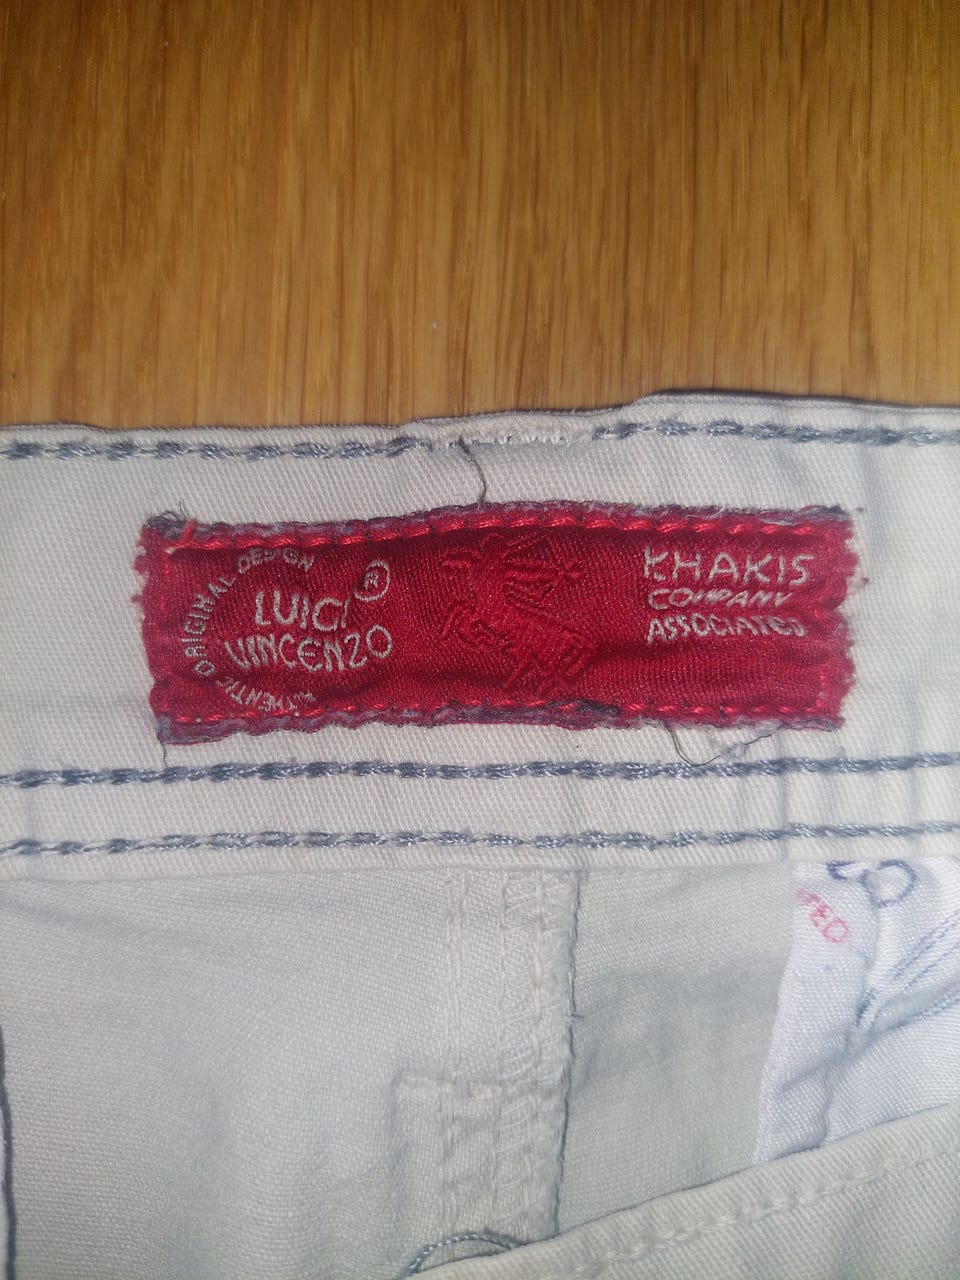 AUTHENTIC ORIGINAL DESIGN
LUIGI ®
VINCENZO
KHAKIS
COMPANY
ASSOCIATED